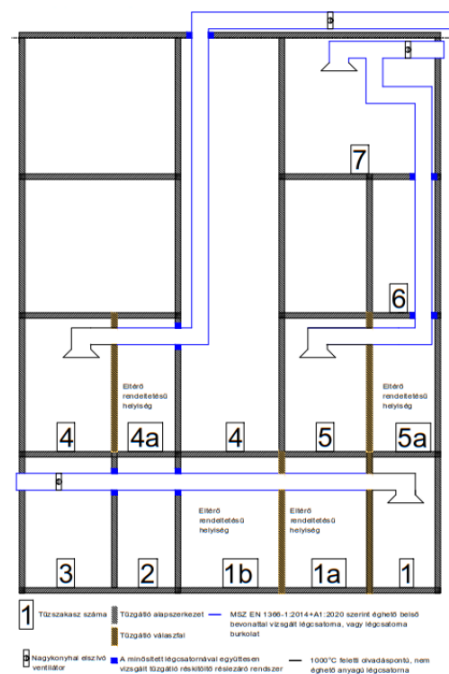 7
6
Eltérő
rendeltetésű
helyiség
Eltérő
rendeltetésű
helyiség
4
4a
4
5
5a
Eltérő
rendeltetésű
helyiség
Eltérő
rendeltetésű
helyiség
3
2
1b
1a
1
1 Tűzszakasz száma
Tűzgátló alapszerkezet
MSZ EN 1366-1:2014+A1:2020 szerint éghető belső
bevonattal vizsgált légcsatorna, vagy légcsatorna
burkolat
Tűzgátló válaszfal
Nagykonyhai elszívó
ventilátor
A minősített légcsatornával együttesen
vizsgált tűzgátló réskitöltő réslezáró rendszer
1000°C feletti olvadáspontú, nem
éghető anyagú légcsatorna